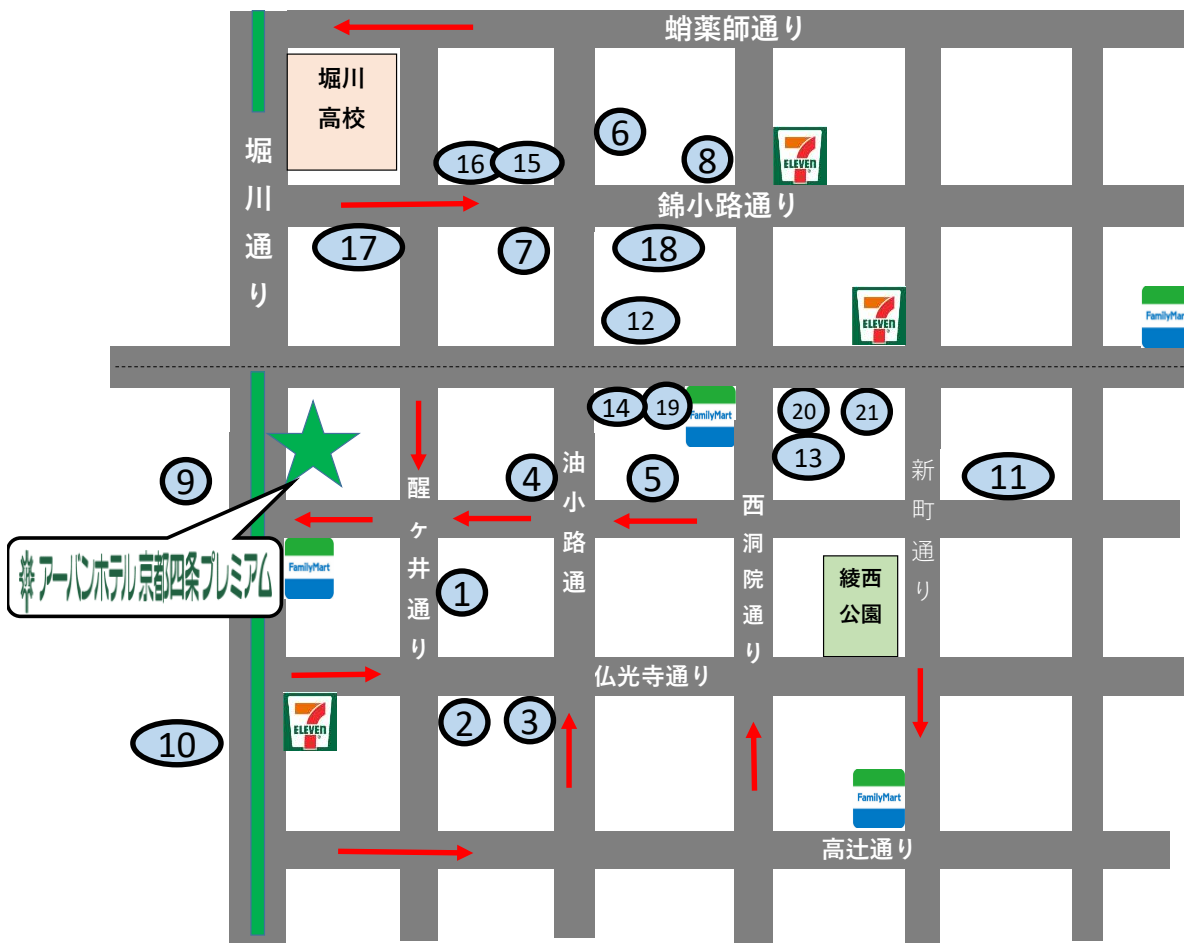 蛸薬師通り
堀川
高校
堀川通り
6
8
16
15
7
ELEVEN
錦小路通り
17
7
18
12
7
ELEVEN
FamilyMart
14
19
FamilyMart
20
21
13
9
4
5
11
醒ヶ井通り
油小路通
西洞院通り
新町通り
アーバンホテル京都四条プレミアム
FamilyMart
1
綾西
公園
仏光寺通り
7
ELEVEN
2
3
10
FamilyMart
高辻通り